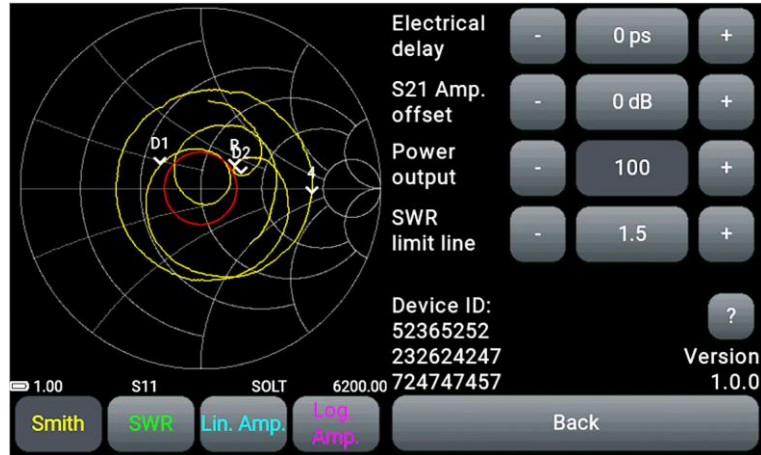 D1
R
D2
4
1.00 S11 SOLT 6200.00
Smith SWR Lin. Amp. Log. Amp.
Electrical delay - 0 ps +
S21 Amp. offset - 0 dB +
Power output - 100 +
SWR limit line - 1.5 +
Device ID:
52365252
232624247
724747457
?
Version
1.0.0
Back